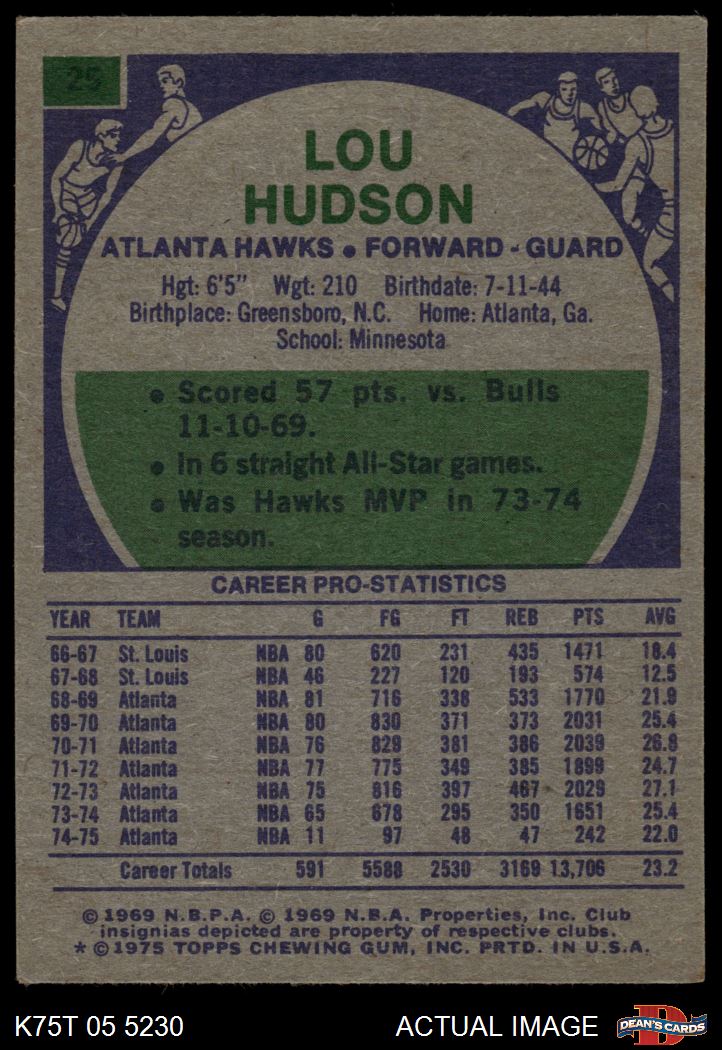 25
LOU
HUDSON
ATLANTA HAWKS • FORWARD - GUARD
Hgt: 6'5" Wgt: 210 Birthdate: 7-11-44
Birthplace: Greensboro, N.C. Home: Atlanta, Ga.
School: Minnesota
• Scored 57 pts. vs. Bulls
11-10-69.
• In 6 straight All-Star games.
• Was Hawks MVP in 73-74
season.
CAREER PRO-STATISTICS
YEAR TEAM G FG FT REB PTS AVG
66-67 St. Louis NBA 80 620 231 435 1471 18.4
67-68 St. Louis NBA 46 227 120 193 574 12.5
68-69 Atlanta NBA 81 716 338 533 1770 21.9
69-70 Atlanta NBA 80 830 371 373 2031 25.4
70-71 Atlanta NBA 76 829 381 386 2039 26.8
71-72 Atlanta NBA 77 775 349 385 1899 24.7
72-73 Atlanta NBA 75 816 397 467 2029 27.1
73-74 Atlanta NBA 65 678 295 350 1651 25.4
74-75 Atlanta NBA 11 97 48 47 242 22.0
Career Totals 591 5588 2530 3169 13,706 23.2
© 1969 N.B.P.A. © 1969 N.B.A. Properties, Inc. Club
insignias depicted are property of respective clubs.
* © 1975 TOPPS CHEWING GUM, INC. PRTD. IN U.S.A.
K75T 05 5230 ACTUAL IMAGE D DEAN'S CARDS